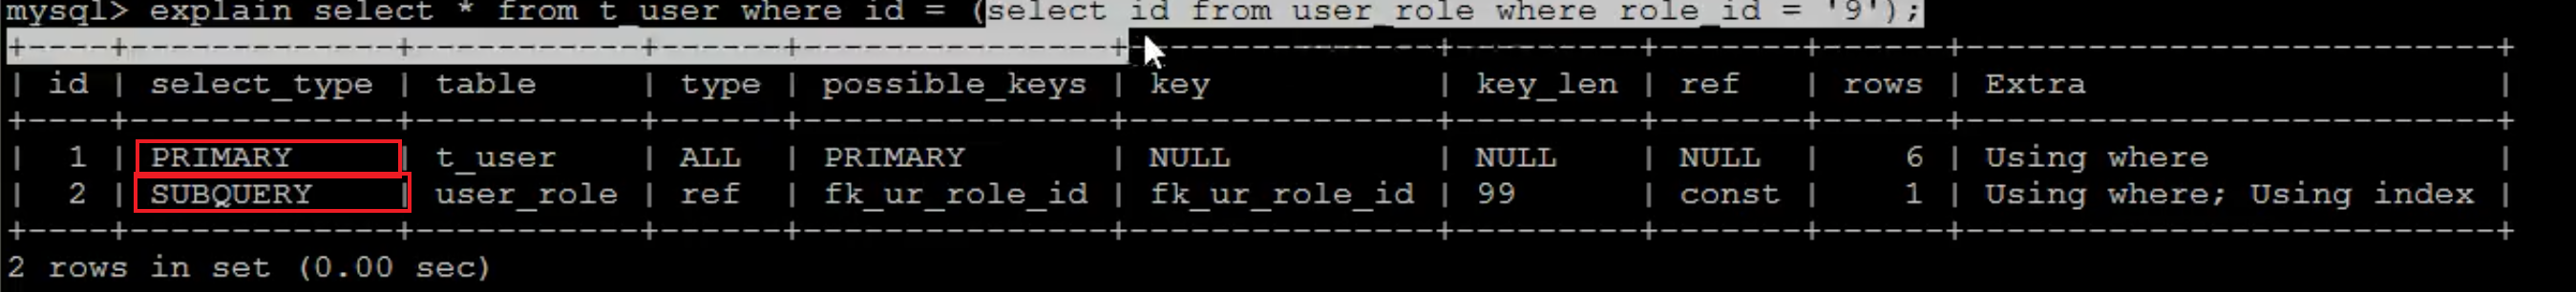 mysql> explain select * from t_user where id = (select id from user_role where role_id = '9');
+----+-------------+-----------+------+---------------+---------------+---------+-------+------+--------------------------+
| id | select_type | table | type | possible_keys | key | key_len | ref | rows | Extra |
+----+-------------+-----------+------+---------------+---------------+---------+-------+------+--------------------------+
| 1 | PRIMARY | t_user | ALL | PRIMARY | NULL | NULL | NULL | 6 | Using where |
| 2 | SUBQUERY | user_role | ref | fk_ur_role_id | fk_ur_role_id | 99 | const | 1 | Using where; Using index |
+----+-------------+-----------+------+---------------+---------------+---------+-------+------+--------------------------+
2 rows in set (0.00 sec)